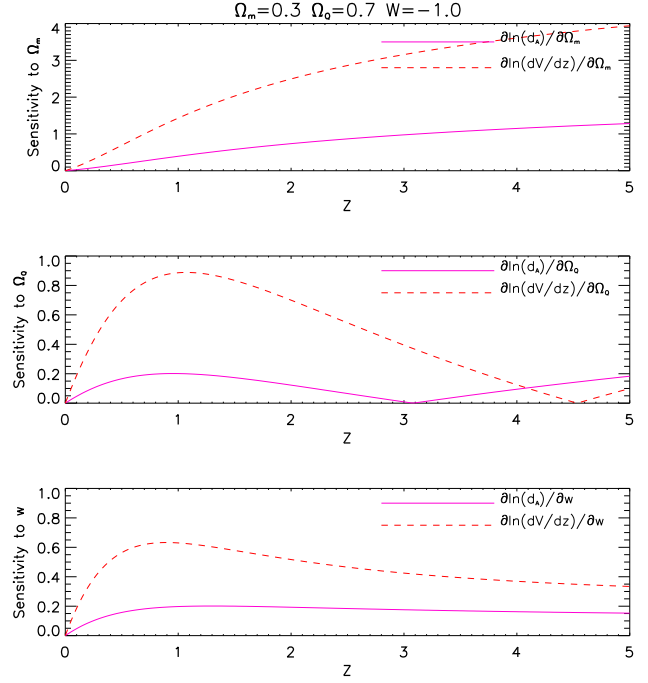 Ωm=0.3 ΩQ=0.7 W=−1.0
Sensitivity to Ωm
4
3
2
1
0
∂ln(dA)/∂Ωm
∂ln(dV/dz)/∂Ωm
0 1 2 3 4 5
Z
Sensitivity to ΩQ
1.0
0.8
0.6
0.4
0.2
0.0
∂ln(dA)/∂ΩQ
∂ln(dV/dz)/∂ΩQ
0 1 2 3 4 5
Z
Sensitivity to w
1.0
0.8
0.6
0.4
0.2
0.0
∂ln(dA)/∂w
∂ln(dV/dz)/∂w
0 1 2 3 4 5
Z